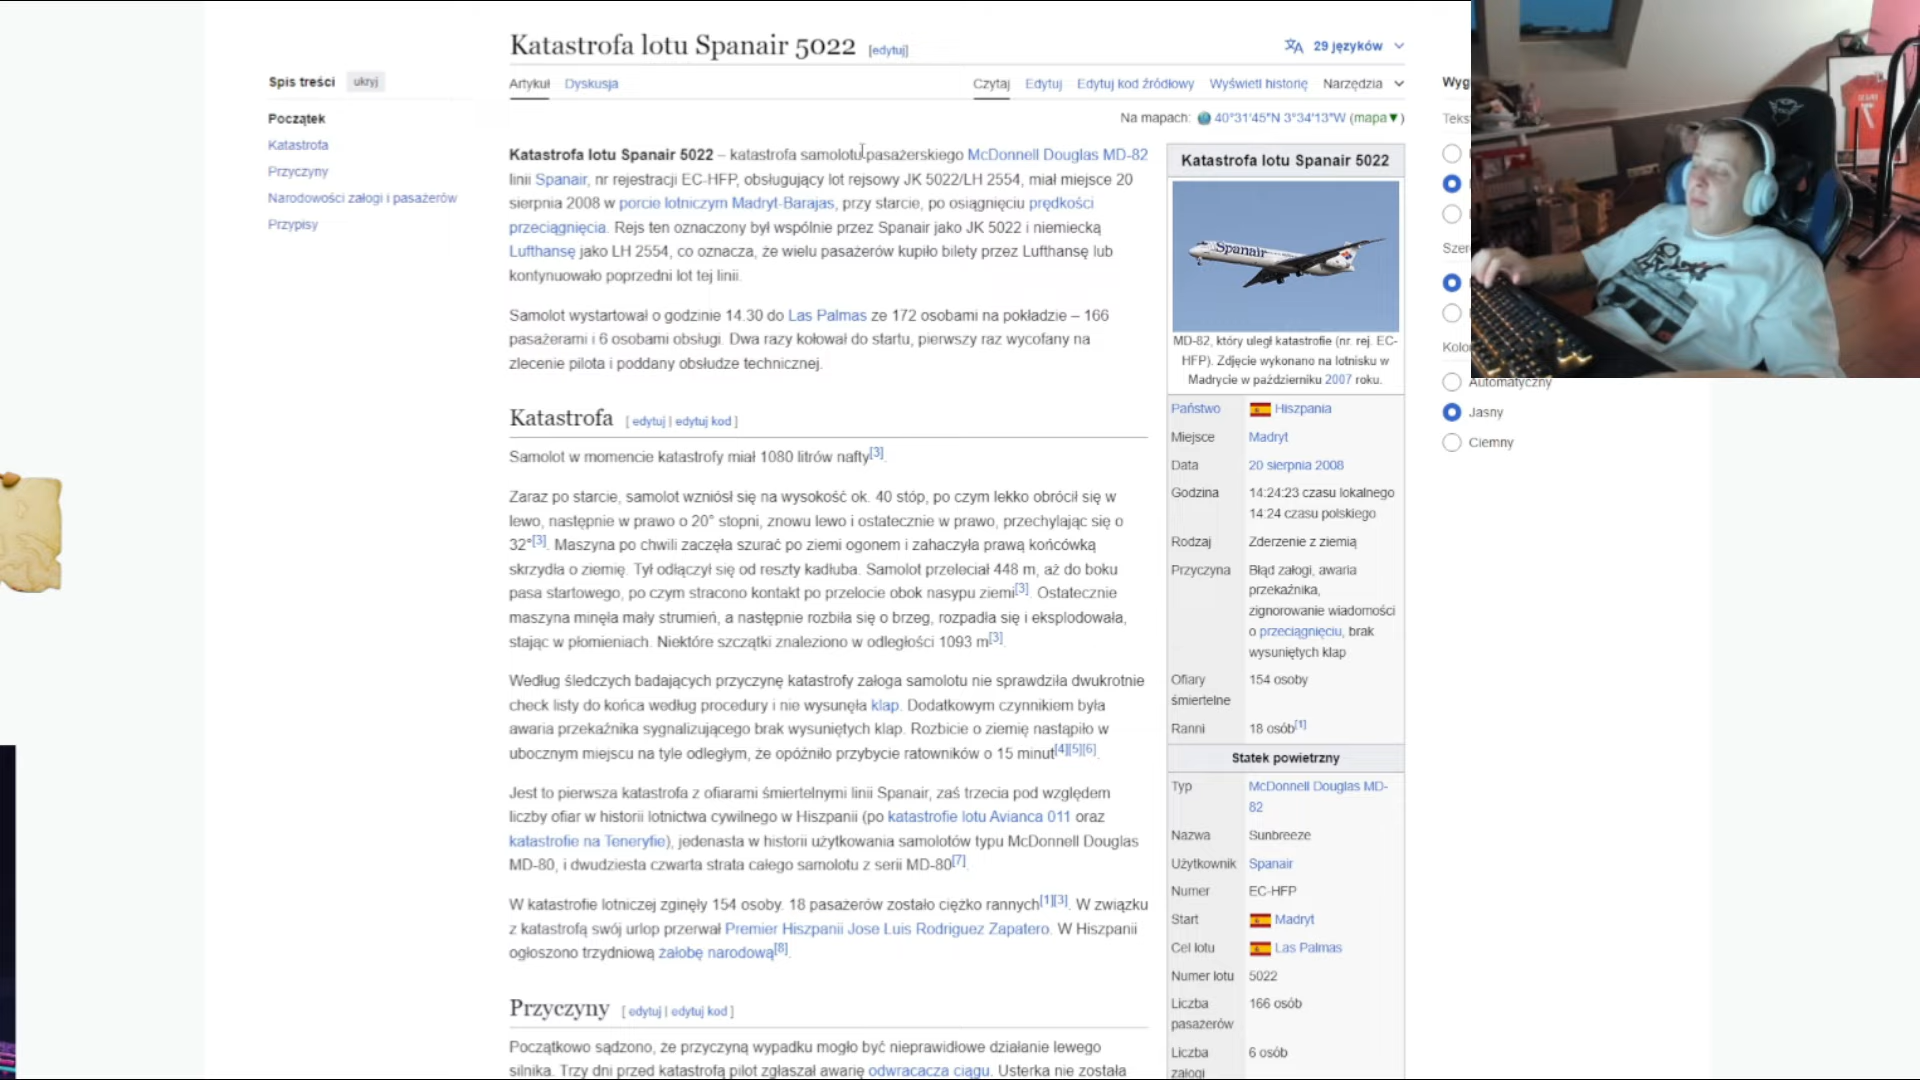 Katastrofa lotu Spanair 5022 [edytuj]
29 języków
Spis treści ukryj
Artykuł Dyskusja
Czytaj Edytuj Edytuj kod źródłowy Wyświetl historię Narzędzia
Na mapach: 40°31'45"N 3°34'13"W (mapa▼)
Początek
Katastrofa
Przyczyny
Narodowości załogi i pasażerów
Przypisy
Katastrofa lotu Spanair 5022 – katastrofa samolotu pasażerskiego McDonnell Douglas MD-82
linii Spanair, nr rejestracji EC-HFP, obsługujący lot rejsowy JK 5022/LH 2554, miał miejsce 20
sierpnia 2008 w porcie lotniczym Madryt-Barajas, przy starcie, po osiągnięciu prędkości
przeciągnięcia. Rejs ten oznaczony był wspólnie przez Spanair jako JK 5022 i niemiecką
Lufthansę jako LH 2554, co oznacza, że wielu pasażerów kupiło bilety przez Lufthansę lub
kontynuowało poprzedni lot tej linii.
Samolot wystartował o godzinie 14.30 do Las Palmas ze 172 osobami na pokładzie – 166
pasażerami i 6 osobami obsługi. Dwa razy kołował do startu, pierwszy raz wycofany na
zlecenie pilota i poddany obsłudze technicznej.
Katastrofa [ edytuj | edytuj kod ]
Samolot w momencie katastrofy miał 1080 litrów nafty[3].
Zaraz po starcie, samolot wzniósł się na wysokość ok. 40 stóp, po czym lekko obrócił się w
lewo, następnie w prawo o 20° stopni, znowu lewo i ostatecznie w prawo, przechylając się o
32°[3]. Maszyna po chwili zaczęła szurać po ziemi ogonem i zahaczyła prawą końcówką
skrzydła o ziemię. Tył odłączył się od reszty kadłuba. Samolot przeleciał 448 m, aż do boku
pasa startowego, po czym stracono kontakt po przelocie obok nasypu ziemi[3]. Ostatecznie
maszyna minęła mały strumień, a następnie rozbiła się o brzeg, rozpadła się i eksplodowała,
stając w płomieniach. Niektóre szczątki znaleziono w odległości 1093 m[3].
Według śledczych badających przyczynę katastrofy załoga samolotu nie sprawdziła dwukrotnie
check listy do końca według procedury i nie wysunęła klap. Dodatkowym czynnikiem była
awaria przekaźnika sygnalizującego brak wysuniętych klap. Rozbicie o ziemię nastąpiło w
ubocznym miejscu na tyle odległym, że opóźniło przybycie ratowników o 15 minut[4][5][6].
Jest to pierwsza katastrofa z ofiarami śmiertelnymi linii Spanair, zaś trzecia pod względem
liczby ofiar w historii lotnictwa cywilnego w Hiszpanii (po katastrofie lotu Avianca 011 oraz
katastrofie na Teneryfie), jedenasta w historii użytkowania samolotów typu McDonnell Douglas
MD-80, i dwudziesta czwarta strata całego samolotu z serii MD-80[7].
W katastrofie lotniczej zginęły 154 osoby. 18 pasażerów zostało ciężko rannych[1][3]. W związku
z katastrofą swój urlop przerwał Premier Hiszpanii Jose Luis Rodriguez Zapatero. W Hiszpanii
ogłoszono trzydniową żałobę narodową[8].
Przyczyny [ edytuj | edytuj kod ]
Początkowo sądzono, że przyczyną wypadku mogło być nieprawidłowe działanie lewego
silnika. Trzy dni przed katastrofą pilot zgłaszał awarię odwracacza ciągu. Usterka nie została
Katastrofa lotu Spanair 5022
Spanair
MD-82, który uległ katastrofie (nr. rej. EC-
HFP). Zdjęcie wykonano na lotnisku w
Madrycie w październiku 2007 roku.
Państwo Hiszpania
Miejsce Madryt
Data 20 sierpnia 2008
Godzina 14:24:23 czasu lokalnego
14:24 czasu polskiego
Rodzaj Zderzenie z ziemią
Przyczyna Błąd załogi, awaria
przekaźnika,
zignorowanie wiadomości
o przeciągnięciu, brak
wysuniętych klap
Ofiary
śmiertelne 154 osoby
Ranni 18 osób[1]
Statek powietrzny
Typ McDonnell Douglas MD-
82
Nazwa Sunbreeze
Użytkownik Spanair
Numer EC-HFP
Start Madryt
Cel lotu Las Palmas
Numer lotu 5022
Liczba
pasażerów 166 osób
Liczba
załogi 6 osób
Wyg
Teks
Szer
Kolo
Automatyczny
Jasny
Ciemny